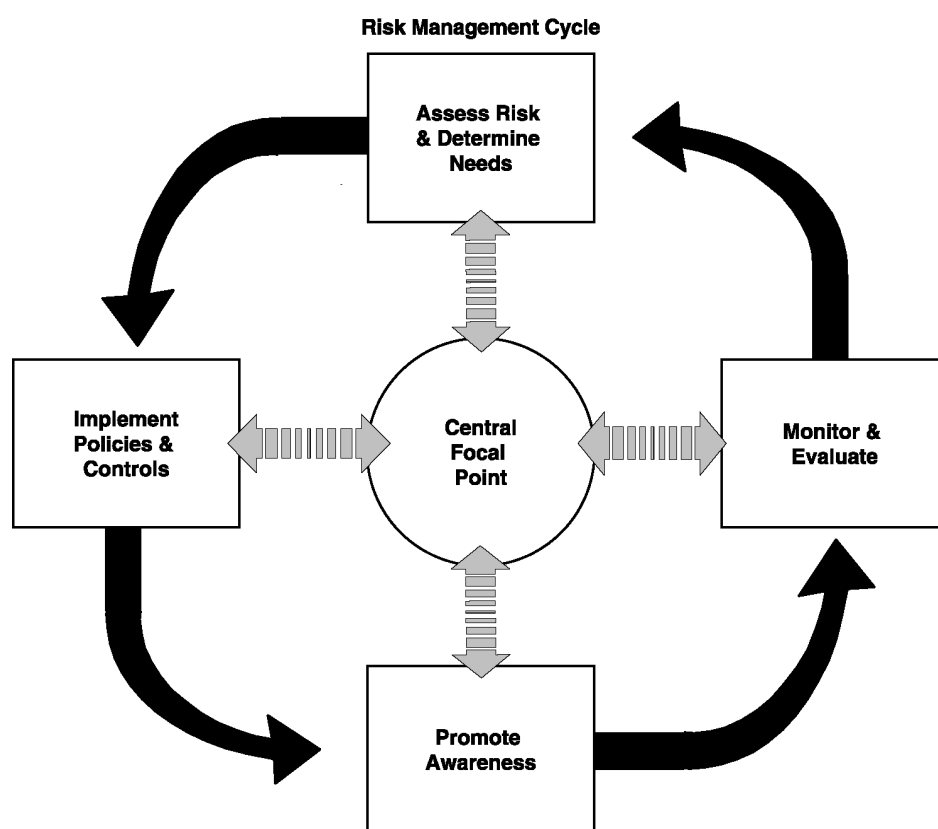 Risk Management Cycle
Assess Risk
& Determine
Needs
Implement
Policies &
Controls
Central
Focal
Point
Monitor &
Evaluate
Promote
Awareness